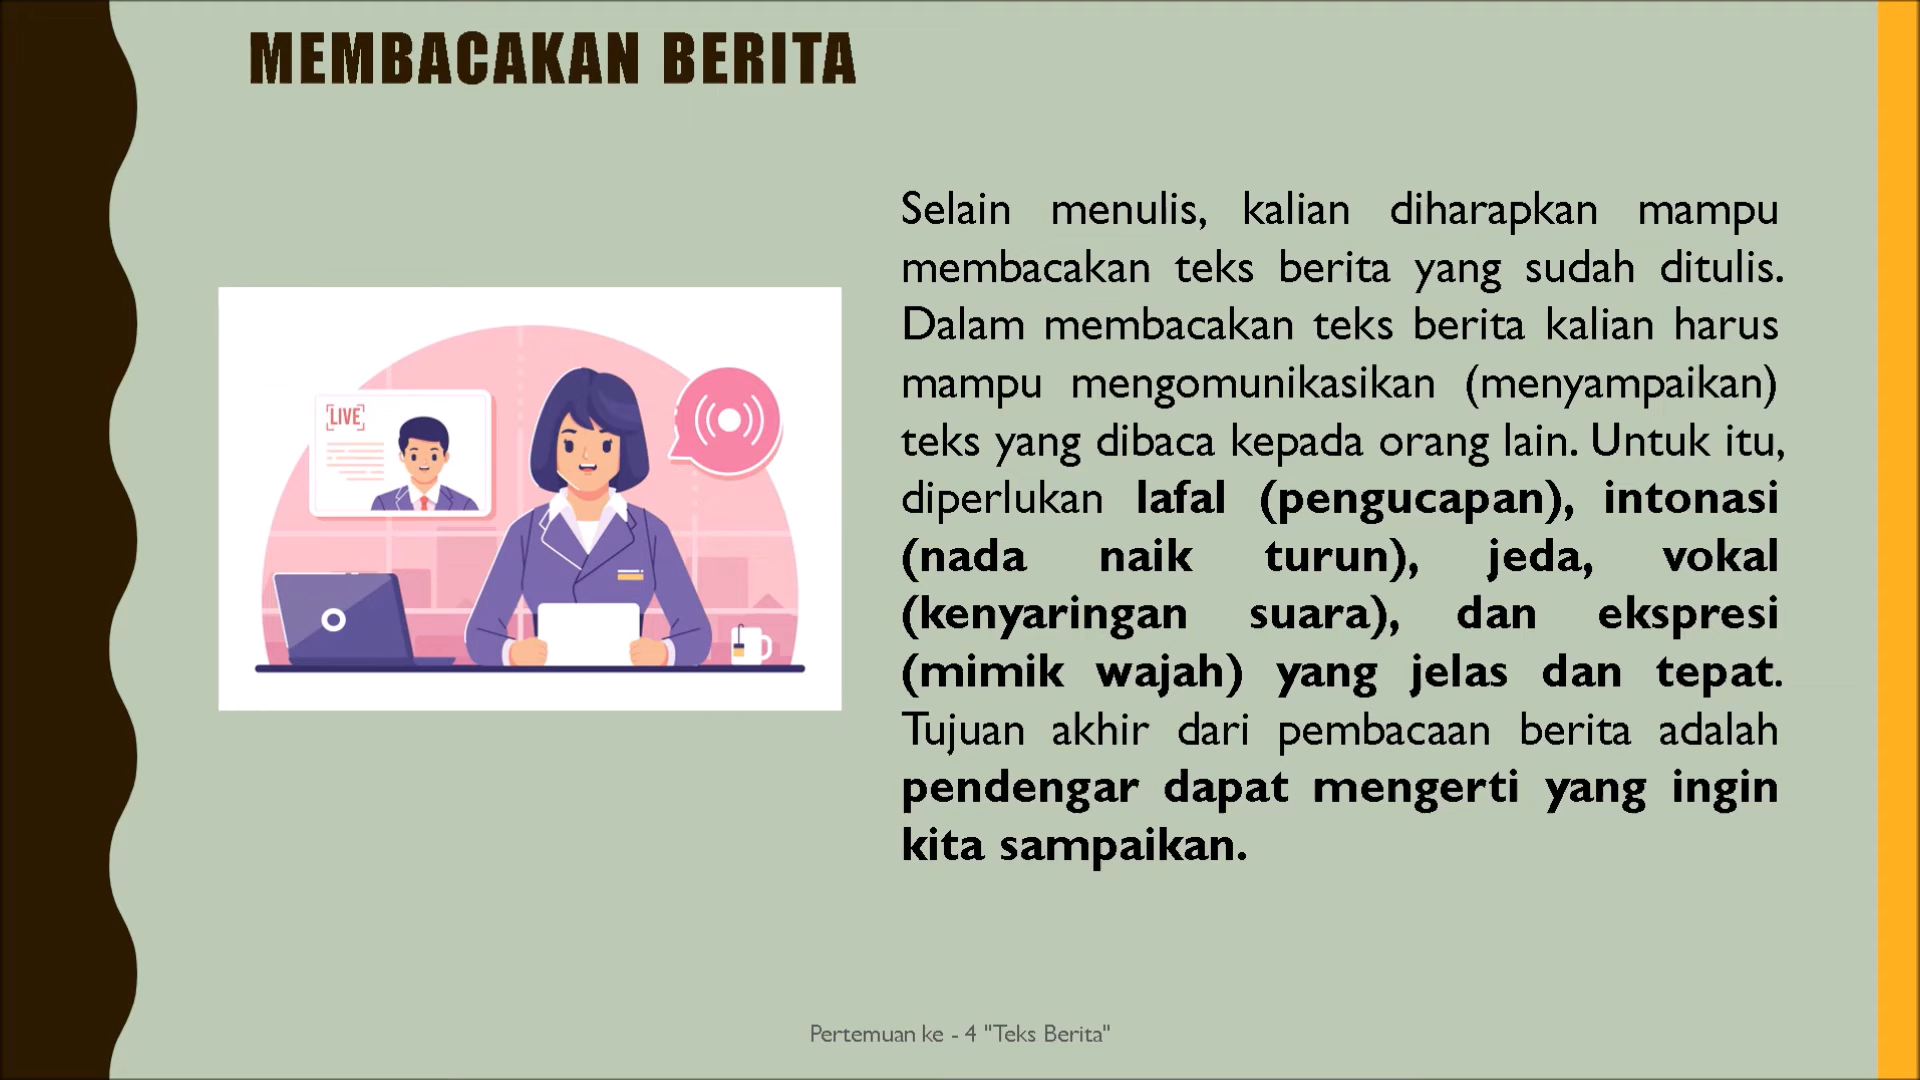 MEMBACAKAN BERITA
LIVE
Selain menulis, kalian diharapkan mampu
membacakan teks berita yang sudah ditulis.
Dalam membacakan teks berita kalian harus
mampu mengomunikasikan (menyampaikan)
teks yang dibaca kepada orang lain. Untuk itu,
diperlukan lafal (pengucapan), intonasi
(nada naik turun), jeda, vokal
(kenyaringan suara), dan ekspresi
(mimik wajah) yang jelas dan tepat.
Tujuan akhir dari pembacaan berita adalah
pendengar dapat mengerti yang ingin
kita sampaikan.
Pertemuan ke - 4 "Teks Berita"